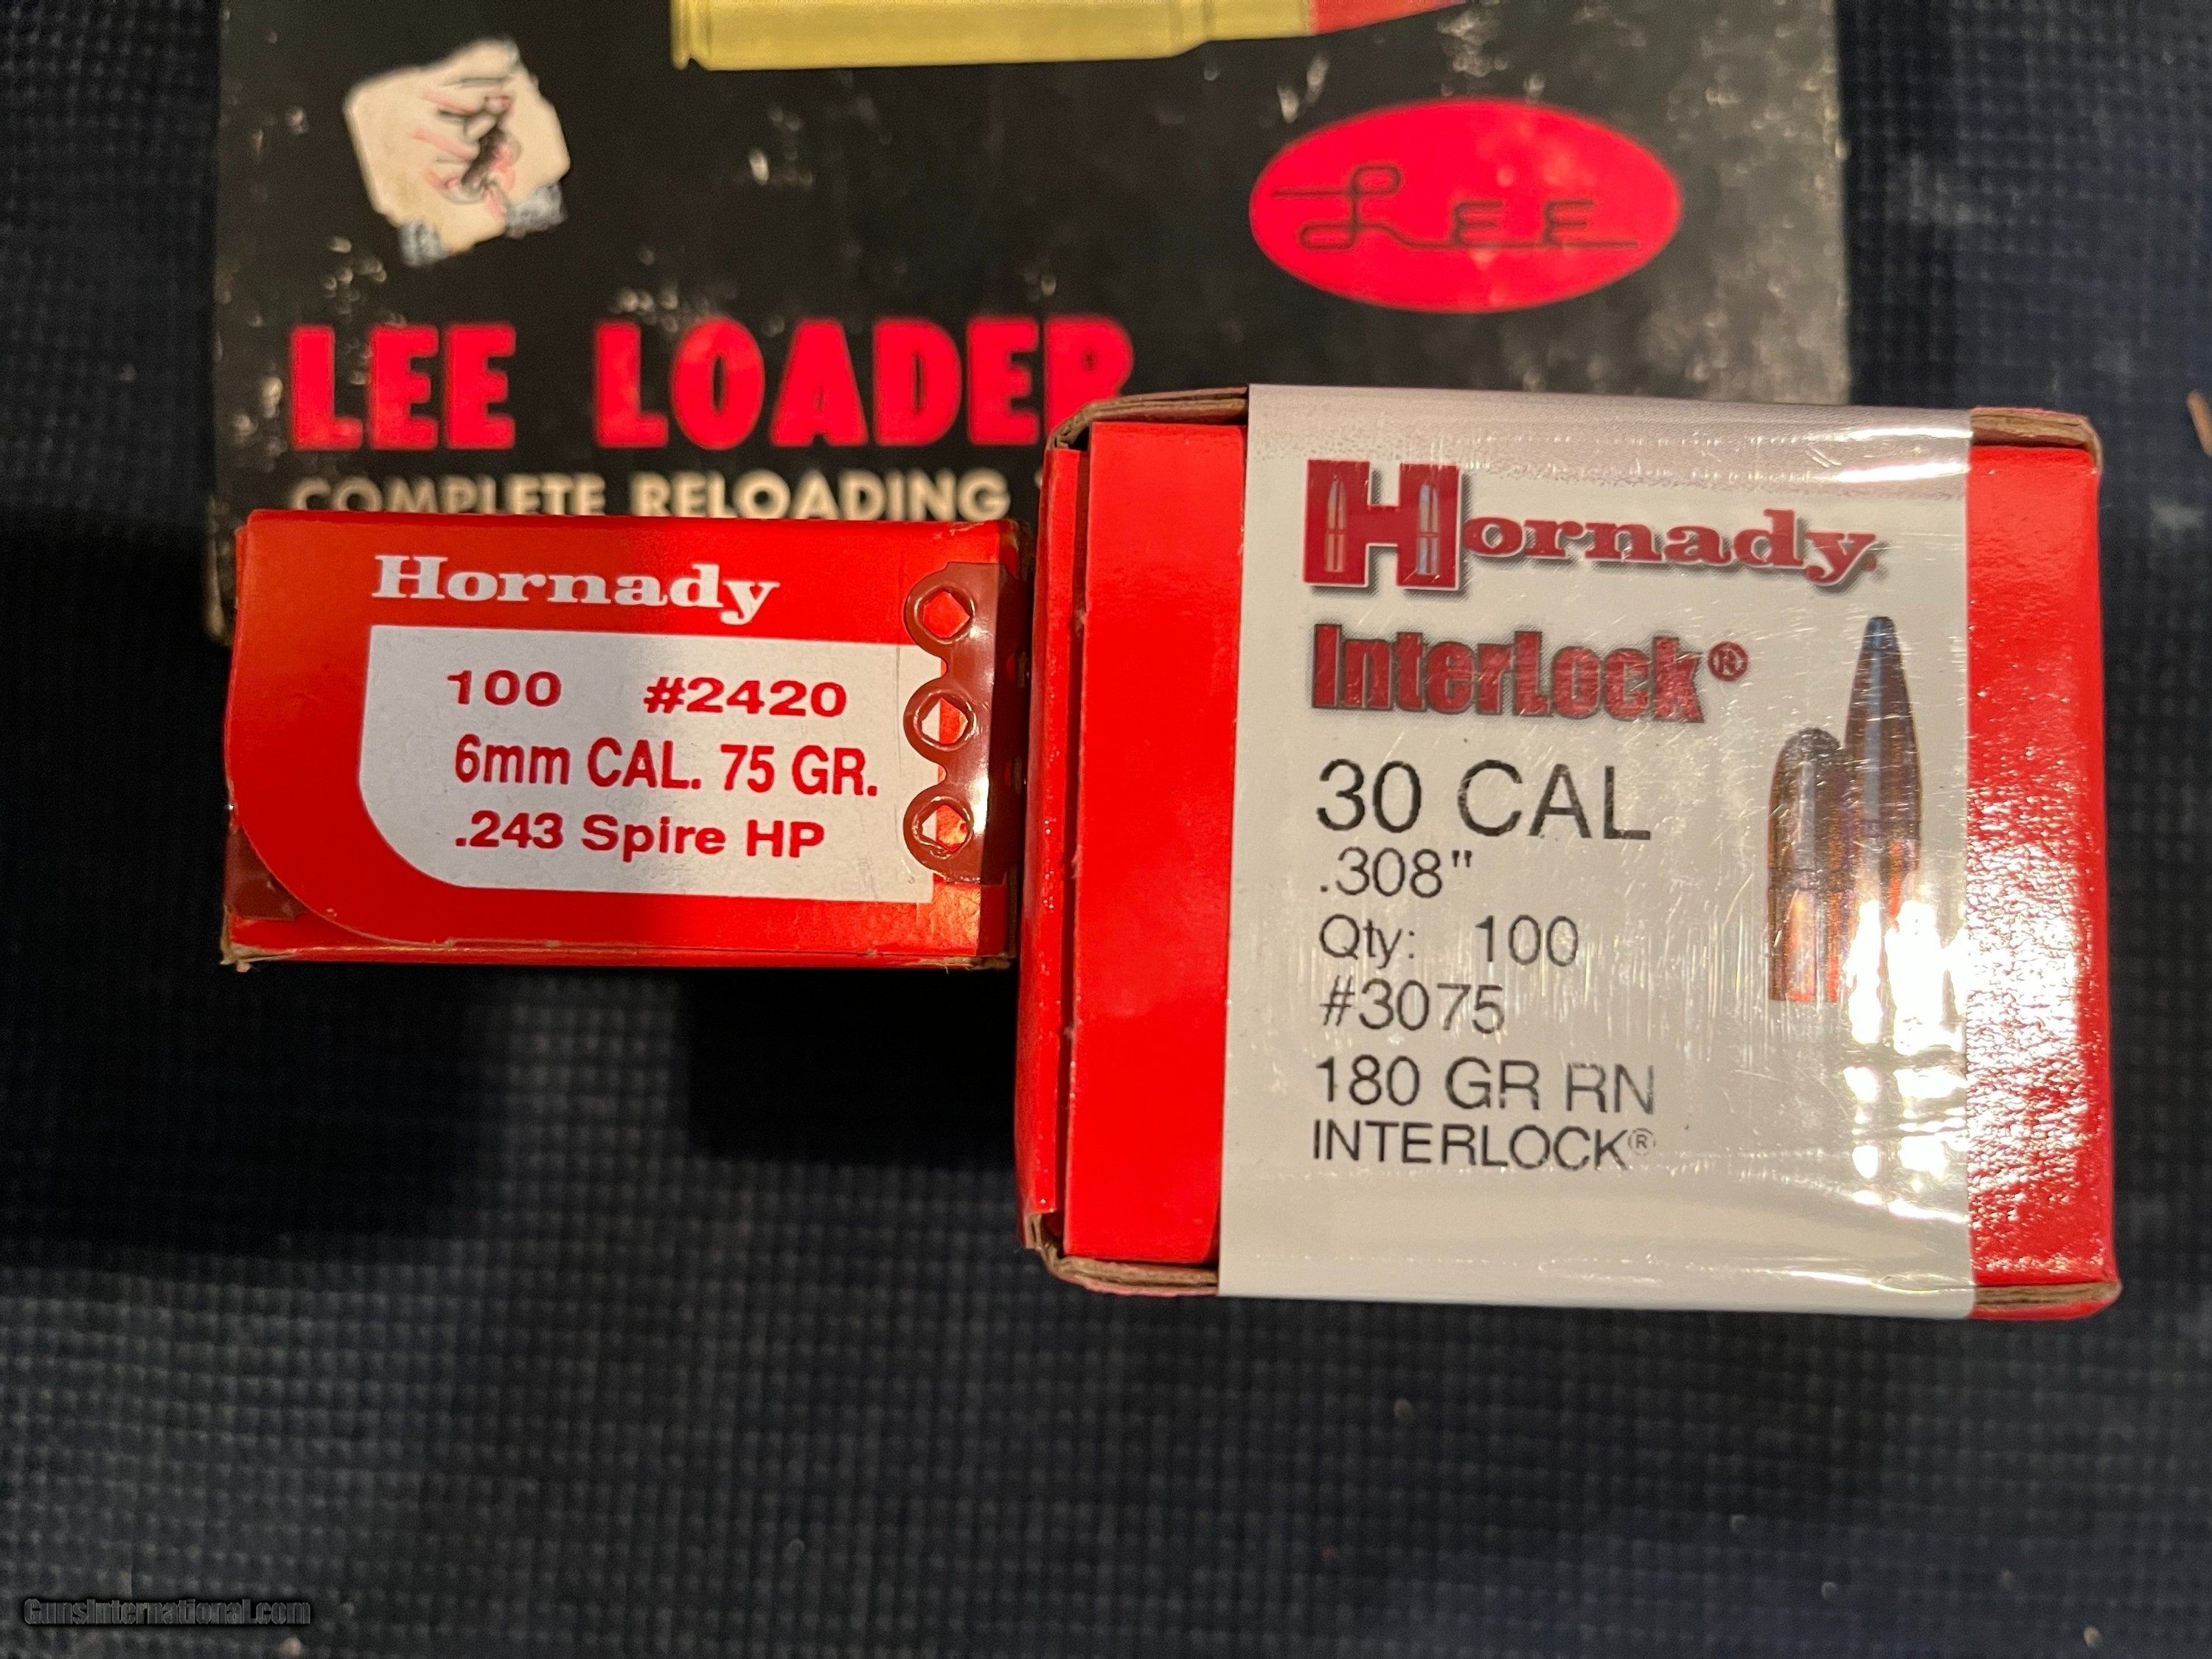 LEE
LEE LOADER
COMPLETE RELOADING
Hornady
100 #2420
6mm CAL. 75 GR.
.243 Spire HP
Hornady®
InterLock®
30 CAL
.308"
Qty: 100
#3075
180 GR RN
INTERLOCK®
GunsInternational.com